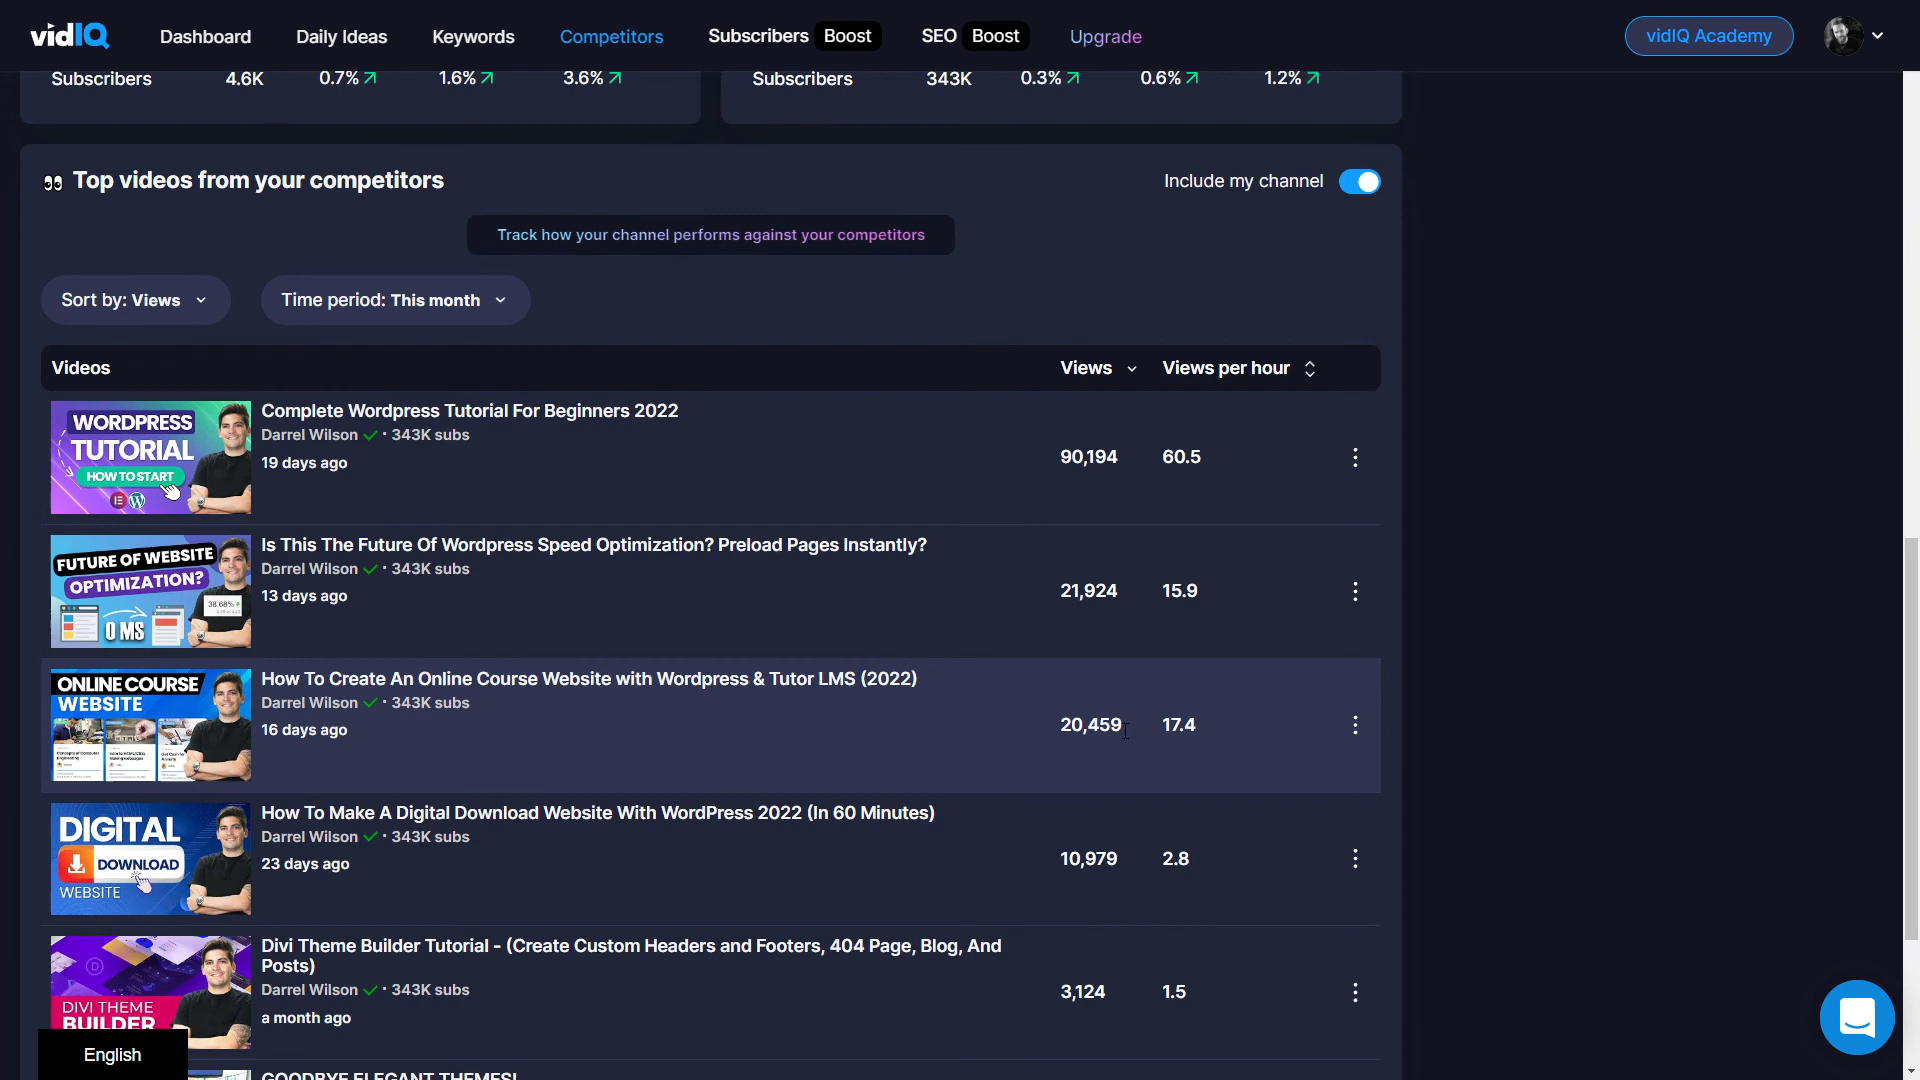 vidIQ Dashboard Daily Ideas Keywords Competitors Subscribers Boost SEO Boost Upgrade vidIQ Academy
Subscribers 4.6K 0.7% 1.6% 3.6%
Subscribers 343K 0.3% 0.6% 1.2%
Top videos from your competitors
Include my channel
Track how your channel performs against your competitors
Sort by: Views
Time period: This month
Videos Views Views per hour
WORDPRESS
TUTORIAL
HOW TO START
Complete Wordpress Tutorial For Beginners 2022
Darrel Wilson • 343K subs
19 days ago
90,194 60.5
FUTURE OF WEBSITE
OPTIMIZATION?
38.68%
0 MS
Is This The Future Of Wordpress Speed Optimization? Preload Pages Instantly?
Darrel Wilson • 343K subs
13 days ago
21,924 15.9
ONLINE COURSE
WEBSITE
How To Create An Online Course Website with Wordpress & Tutor LMS (2022)
Darrel Wilson • 343K subs
16 days ago
20,459 17.4
DIGITAL
DOWNLOAD
WEBSITE
How To Make A Digital Download Website With WordPress 2022 (In 60 Minutes)
Darrel Wilson • 343K subs
23 days ago
10,979 2.8
DIVI THEME
BUILDER
Divi Theme Builder Tutorial - (Create Custom Headers and Footers, 404 Page, Blog, And
Posts)
Darrel Wilson • 343K subs
a month ago
3,124 1.5
English
GOODBYE ELEGANT THEMES!